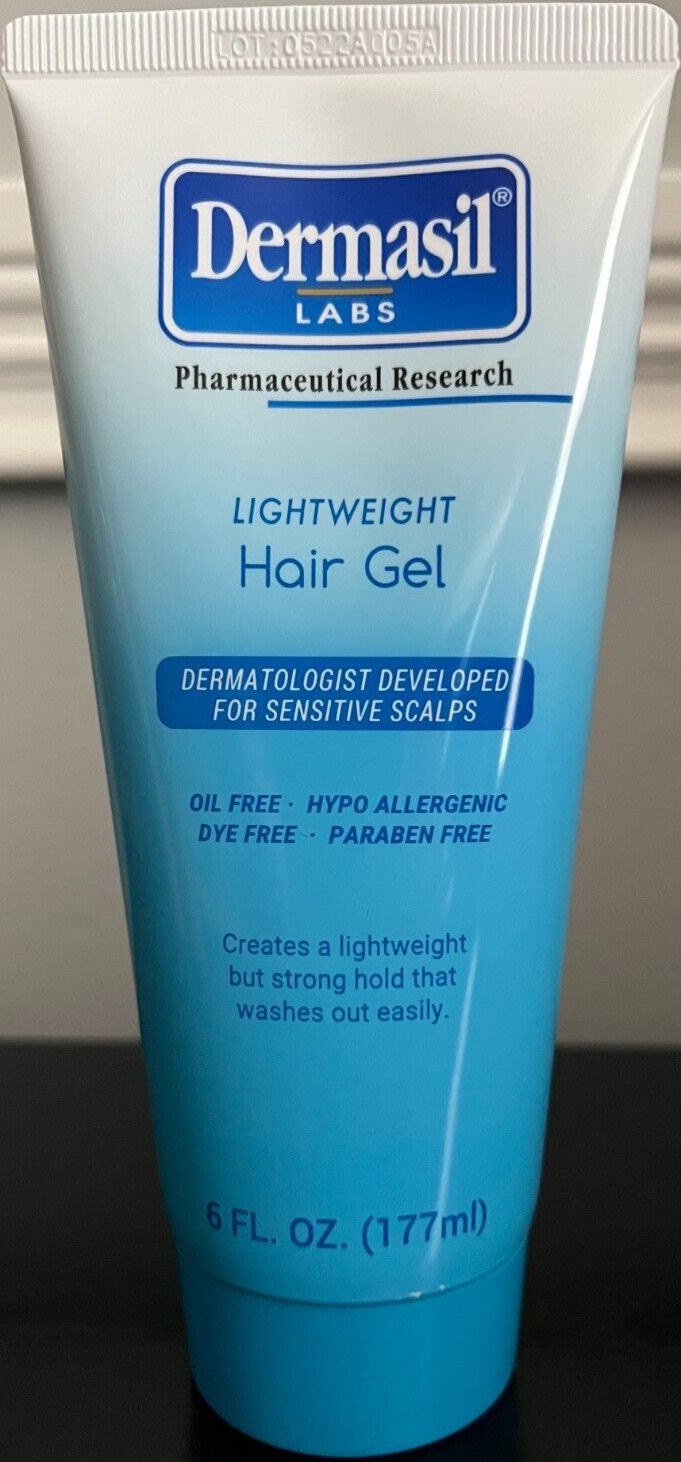 LOT:0522A005A
Dermasil®
LABS
Pharmaceutical Research
LIGHTWEIGHT
Hair Gel
DERMATOLOGIST DEVELOPED
FOR SENSITIVE SCALPS
OIL FREE · HYPO ALLERGENIC
DYE FREE · PARABEN FREE
Creates a lightweight
but strong hold that
washes out easily.
6 FL. OZ. (177ml)